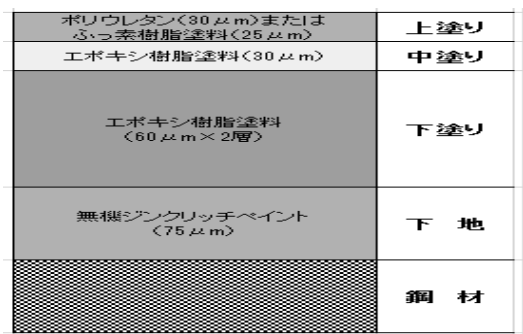 ポリウレタン(30μm)または
ふっ素樹脂塗料(25μm)
上塗り
エポキシ樹脂塗料(30μm)
中塗り
エポキシ樹脂塗料
(60μm×2層)
下塗り
無機ジンクリッチペイント
(75μm)
下 地
鋼 材